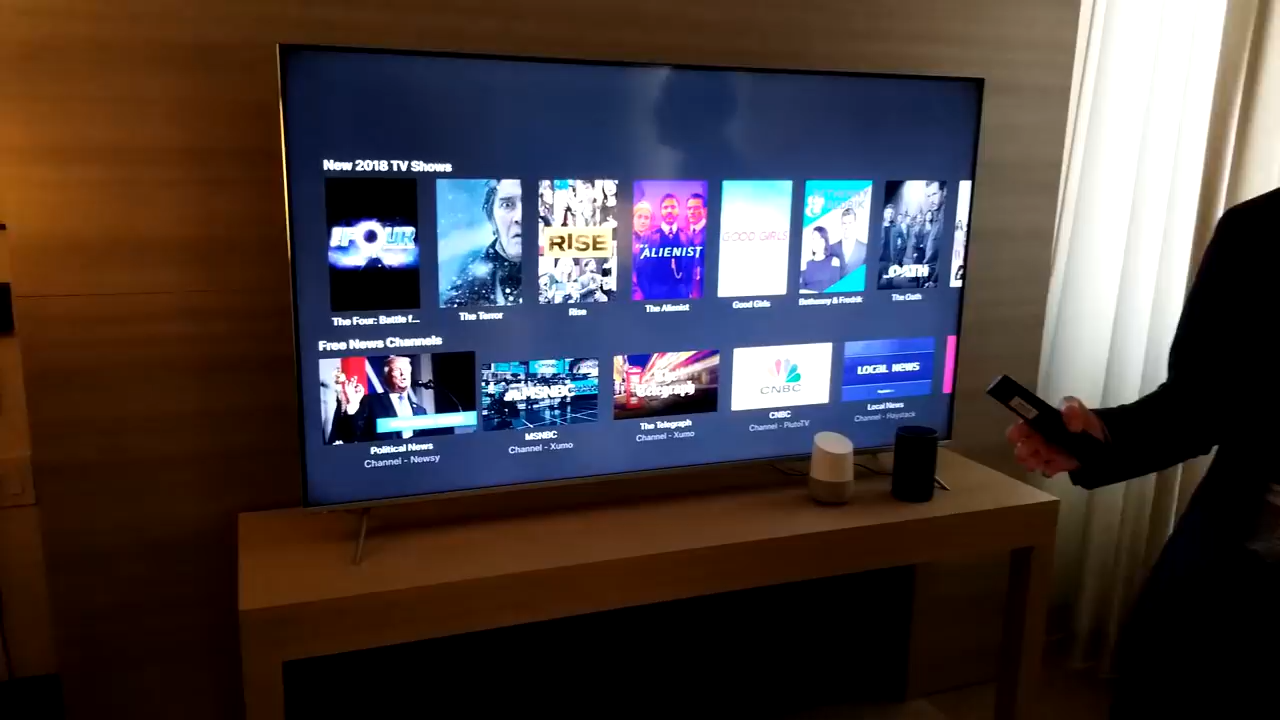 New 2018 TV Shows
FOUR
RISE
ALIENIST
GOOD GIRLS
OATH
The Four: Battle f...
The Terror
Rise
The Alienist
Good Girls
Bethenny & Fredrik
The Oath
Free News Channels
MSNBC
The Telegraph
CNBC
LOCAL NEWS
Political News
Channel - Newsy
MSNBC
Channel - Xumo
The Telegraph
Channel - Xumo
CNBC
Channel - PlutoTV
Local News
Channel - Haystack